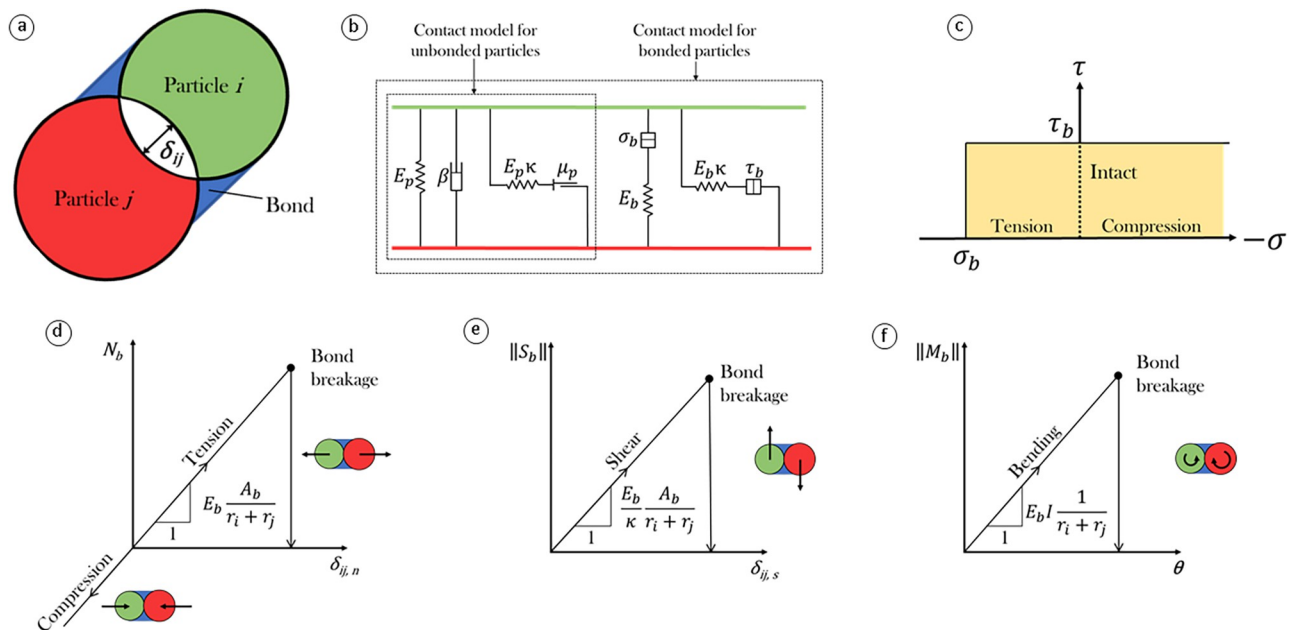 a
Particle i
δij
Particle j
Bond
b
Contact model for
unbonded particles
Contact model for
bonded particles
Ep
β
Epκ
μp
σb
Eb
Ebκ
τb
c
τ
τb
Intact
Tension
Compression
−σ
σb
d
Nb
Bond
breakage
Tension
Eb Ab / ri + rj
1
δij, n
Compression
e
||Sb||
Bond
breakage
Shear
Eb / κ Ab / ri + rj
1
δij, s
f
||Mb||
Bond
breakage
Bending
EbI 1 / ri + rj
1
θ